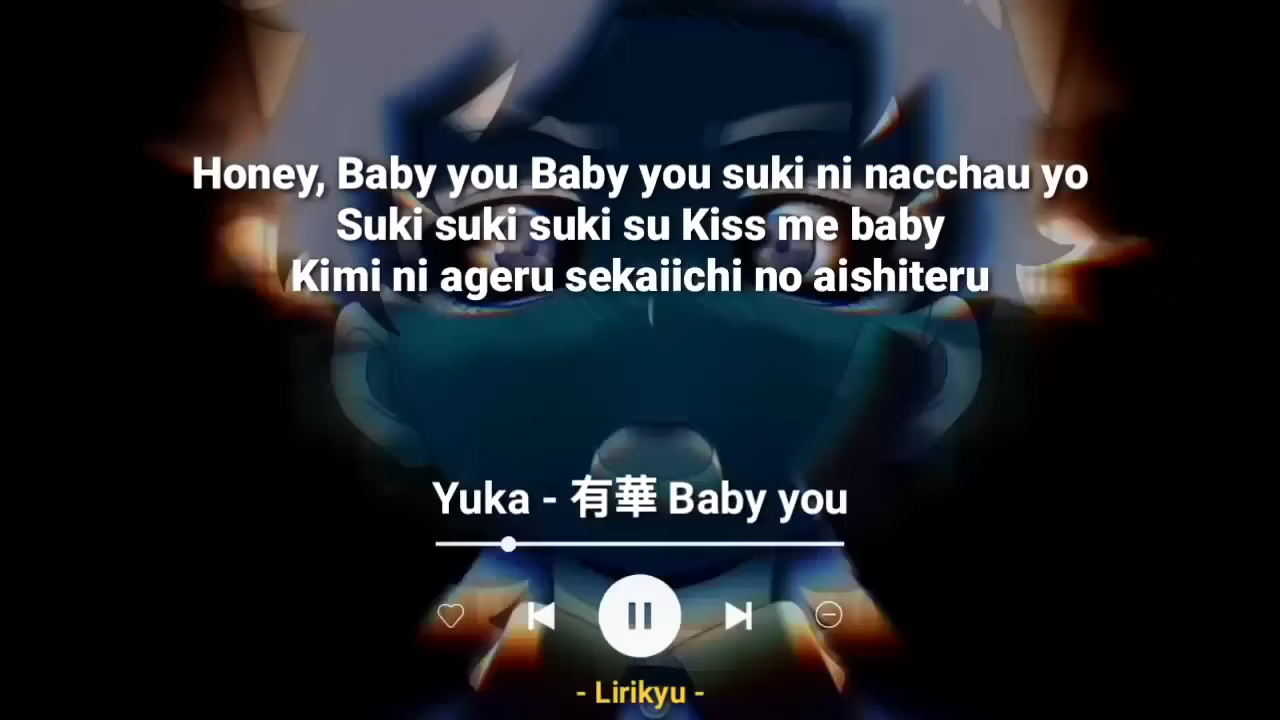 Honey, Baby you Baby you suki ni nacchau yo
Suki suki suki su Kiss me baby
Kimi ni ageru sekaiichi no aishiteru
Yuka - 有華 Baby you
- Lirikyu -